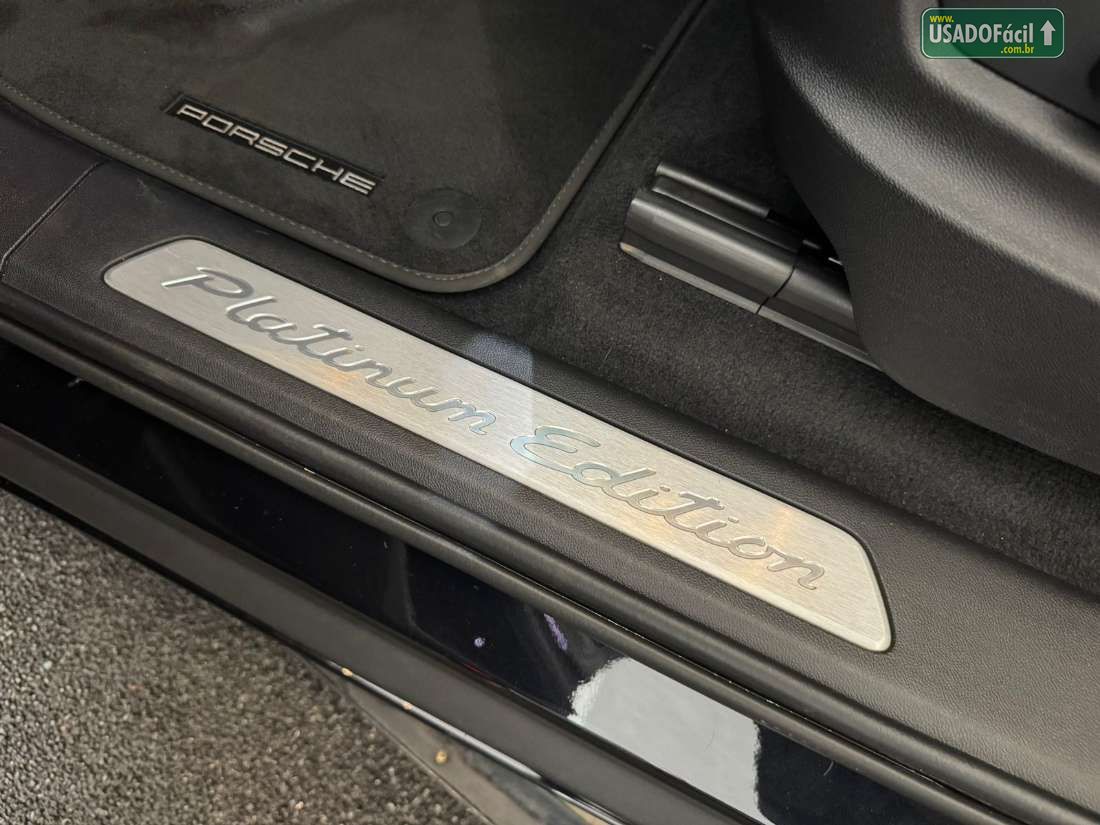 www.
USADOFácil
.com.br
PORSCHE
Platinum Edition